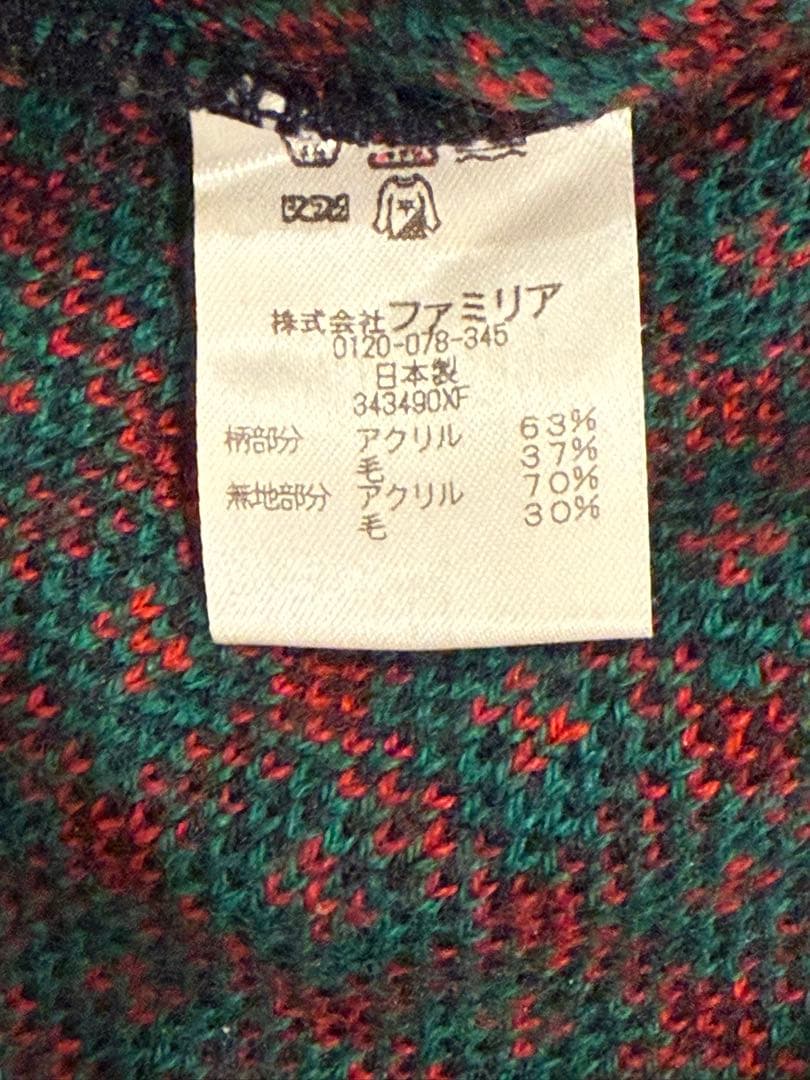 株式会社ファミリア
0120-078-345
日本製
343490XF
柄部分 アクリル 63%
毛 37%
無地部分 アクリル 70%
毛 30%